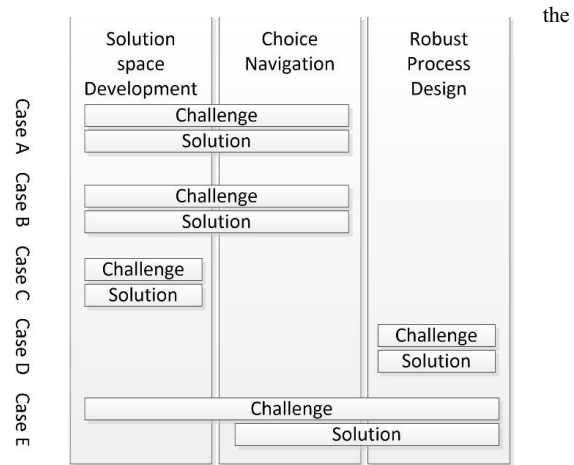 the
Solution
space
Development
Choice
Navigation
Robust
Process
Design
Case A
Challenge
Solution
Case B
Challenge
Solution
Case C
Challenge
Solution
Case D
Challenge
Solution
Case E
Challenge
Solution